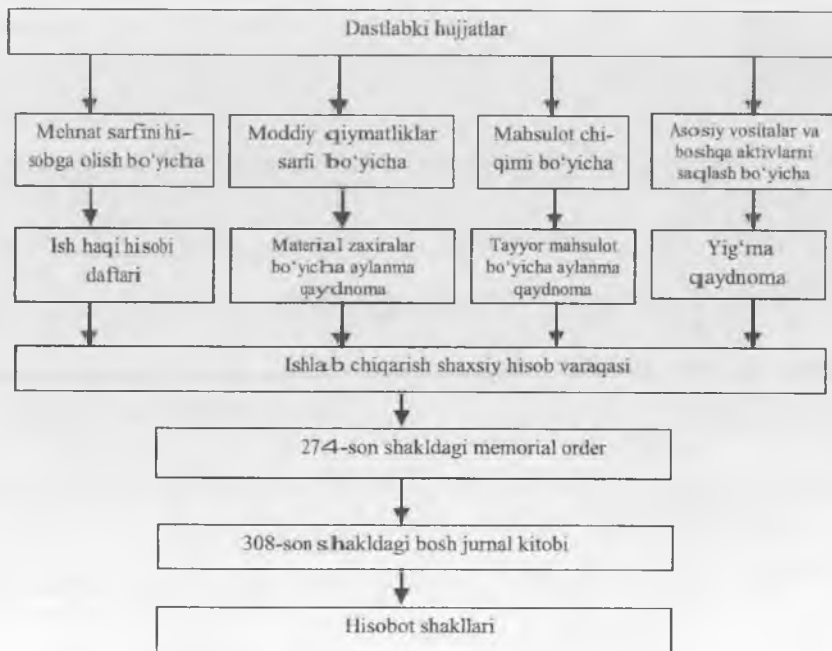 Dastlabki hujjatlar
Mehnat sarfini hi-
sobga olish bo‘yicha
Moddiy qiymatliklar
sarfi bo‘yicha
Mahsulot chi-
qimi bo‘yicha
Asosiy vositalar va
boshqa aktivlarni
saqlash bo‘yicha
Ish haqi hisobi
daftari
Material zaxiralar
bo‘yicha aylanma
qaydnoma
Tayyor mahsulot
bo‘yicha aylanma
qaydnoma
Yig‘ma
qaydnoma
Ishlab chiqarish shaxsiy hisob varaqasi
274-son shakldagi memorial order
308-son shakldagi bosh jurnal kitobi
Hisobot shakllari